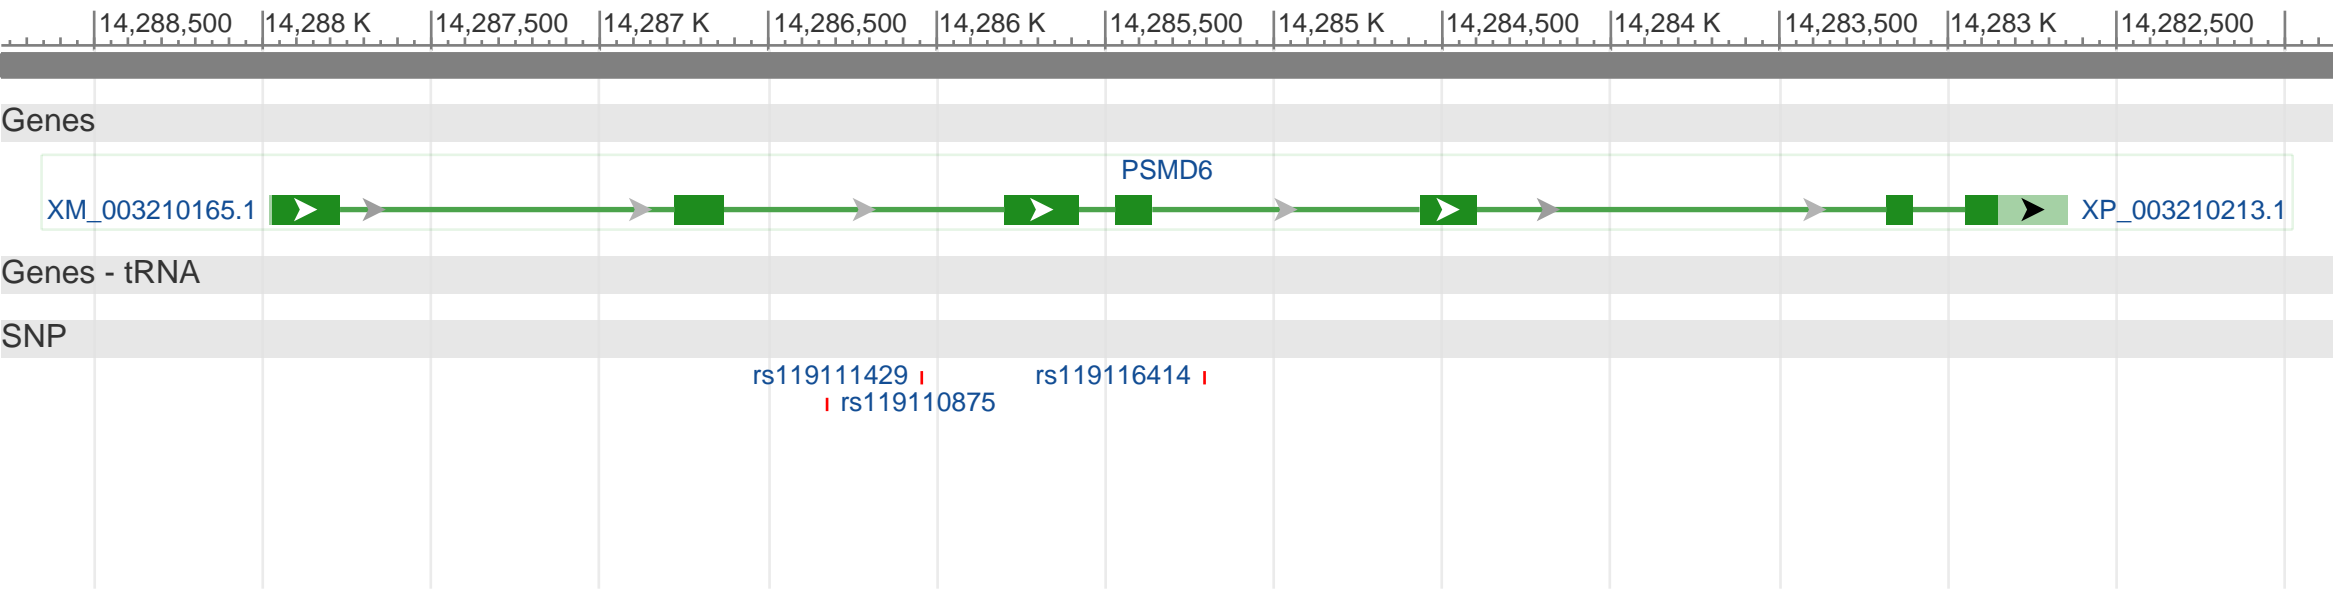 14,288,500 14,288 K 14,287,500 14,287 K 14,286,500 14,286 K 14,285,500 14,285 K 14,284,500 14,284 K 14,283,500 14,283 K 14,282,500
Genes
PSMD6
XM_003210165.1 XP_003210213.1
Genes - tRNA
SNP
rs119111429 rs119116414
rs119110875